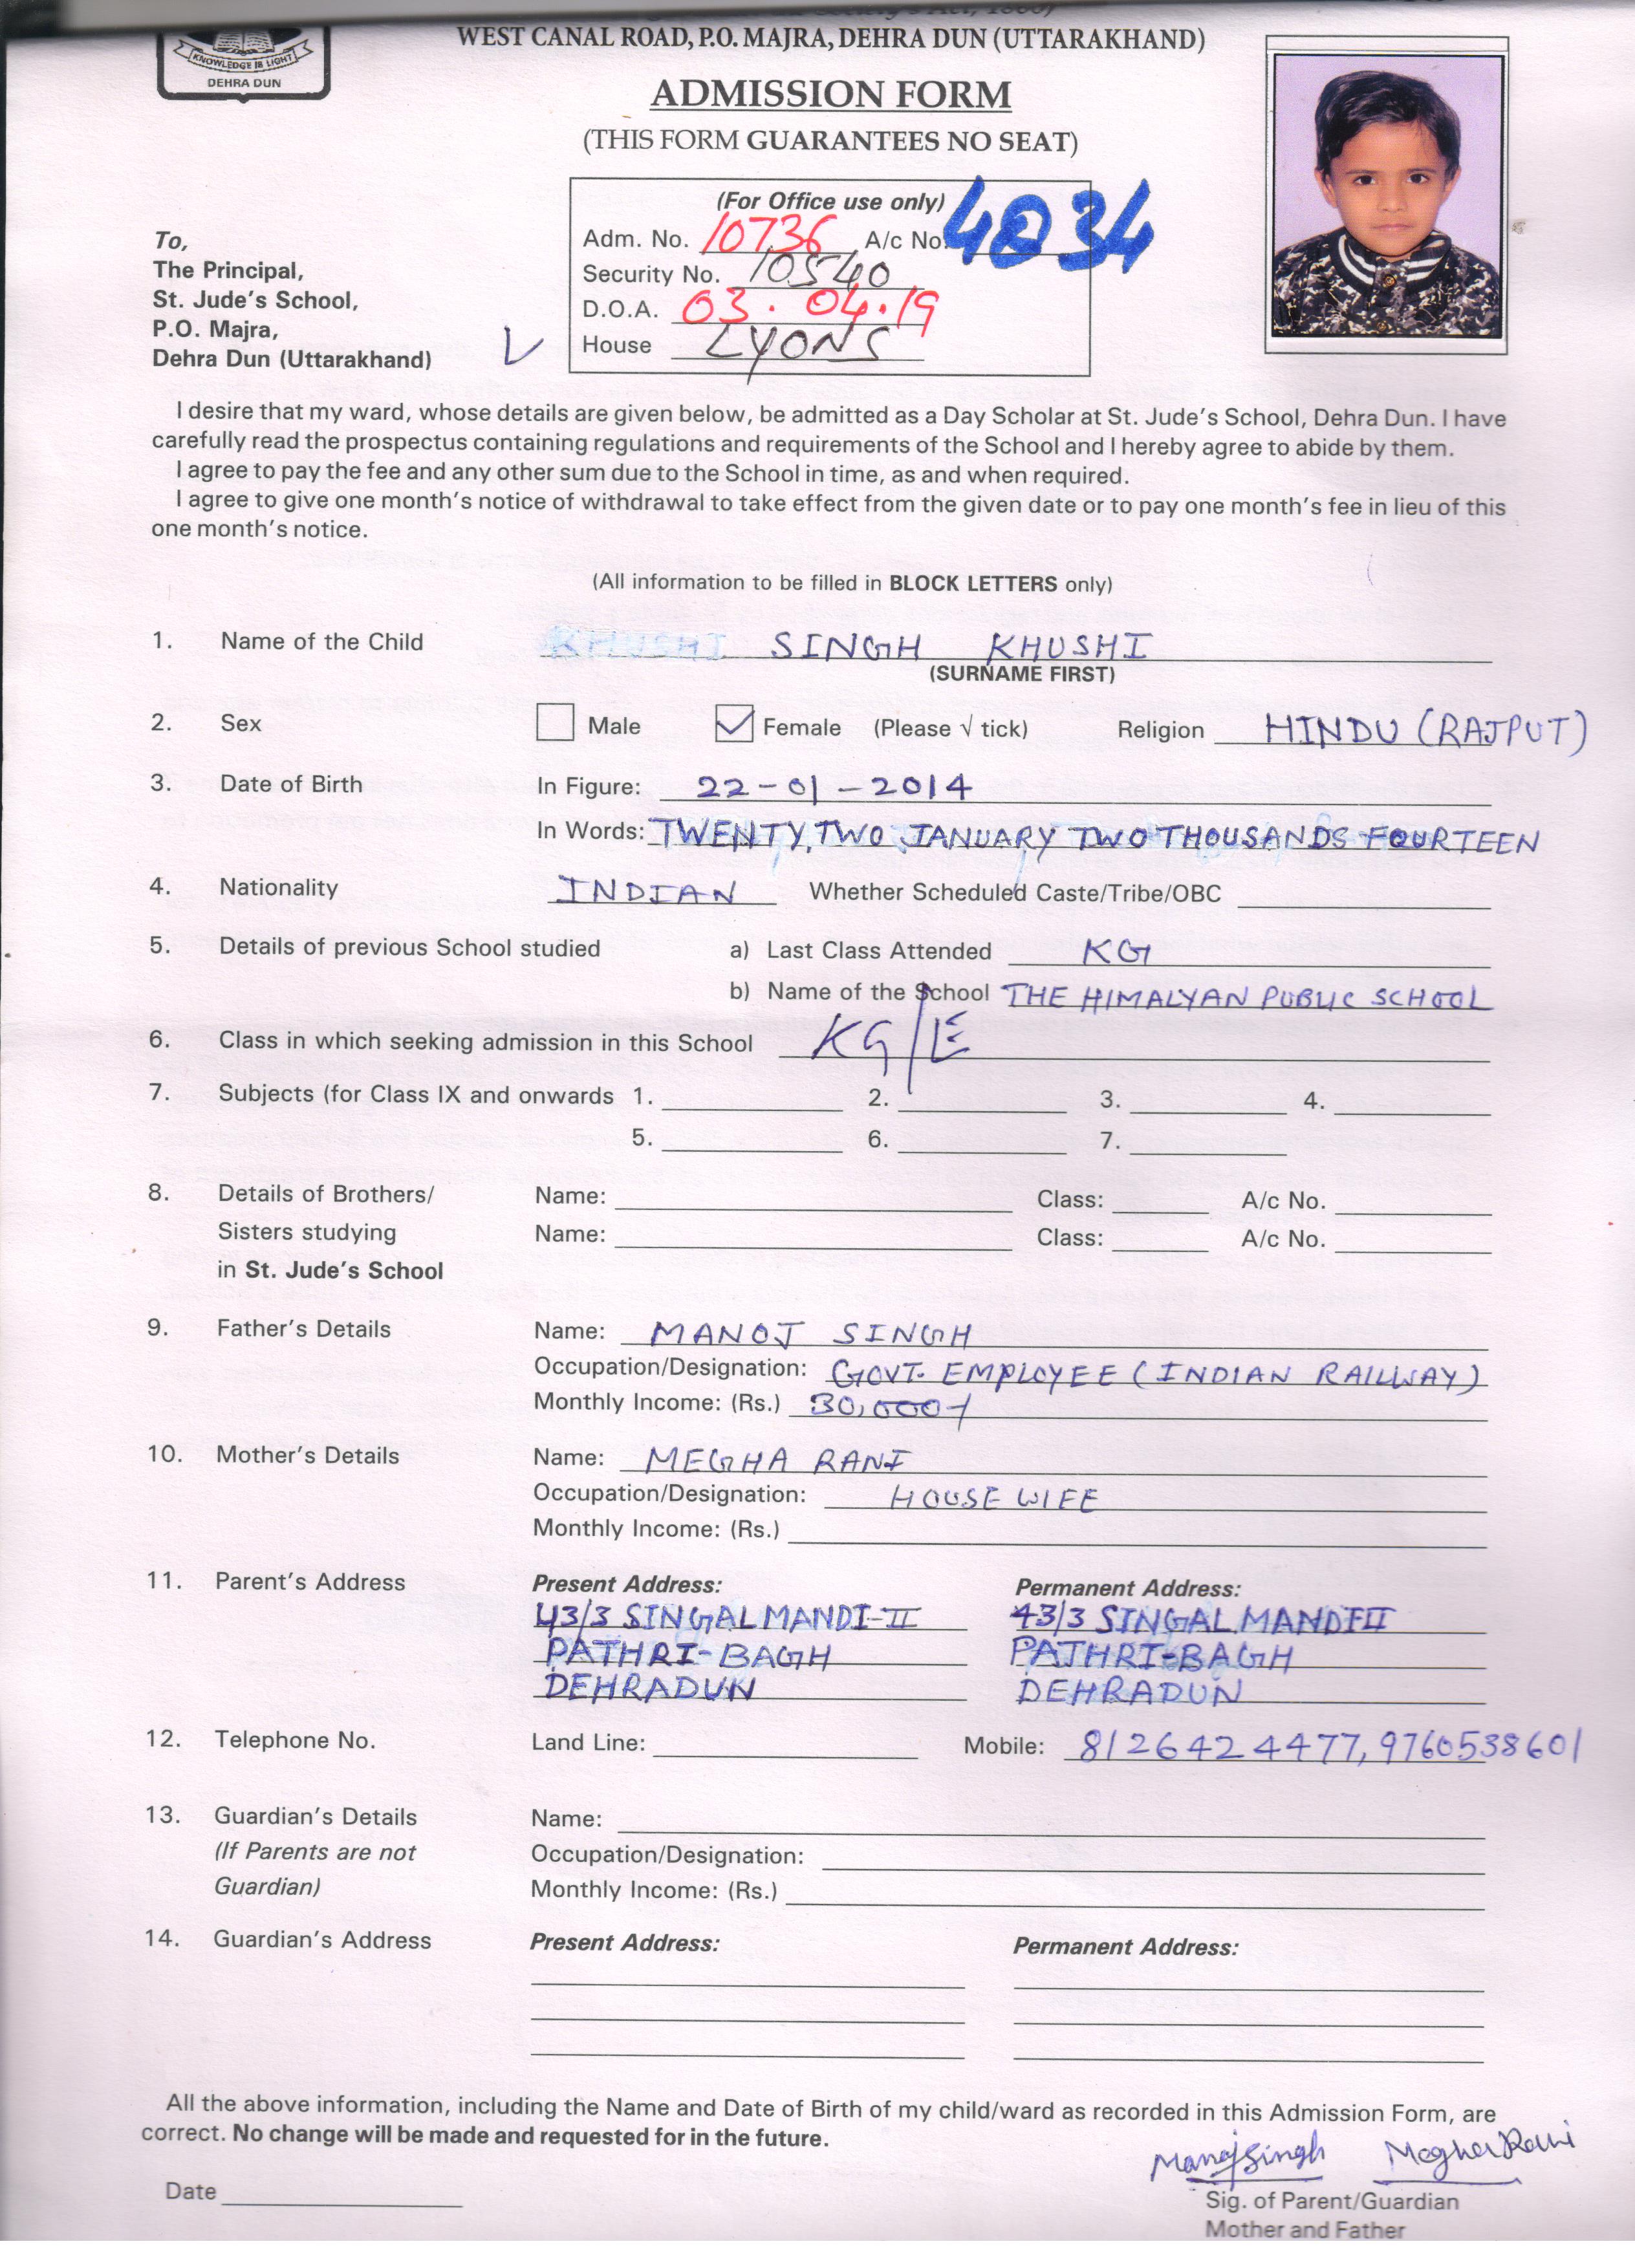 KNOWLEDGE IS LIGHT
DEHRA DUN
WEST CANAL ROAD, P.O. MAJRA, DEHRA DUN (UTTARAKHAND)
ADMISSION FORM
(THIS FORM GUARANTEES NO SEAT)
(For Office use only)
Adm. No. 10736 A/c No. 4034
Security No. 10540
D.O.A. 03.04.19
House LYONS
To,
The Principal,
St. Jude's School,
P.O. Majra,
Dehra Dun (Uttarakhand)
I desire that my ward, whose details are given below, be admitted as a Day Scholar at St. Jude's School, Dehra Dun. I have
carefully read the prospectus containing regulations and requirements of the School and I hereby agree to abide by them.
I agree to pay the fee and any other sum due to the School in time, as and when required.
I agree to give one month's notice of withdrawal to take effect from the given date or to pay one month's fee in lieu of this
one month's notice.
(All information to be filled in BLOCK LETTERS only)
1. Name of the Child KHUSHI SINGH KHUSHI
(SURNAME FIRST)
2. Sex Male Female (Please √ tick) Religion HINDU (RAJPUT)
3. Date of Birth In Figure: 22-01-2014
In Words: TWENTY,TWO JANUARY TWO THOUSANDS FOURTEEN
4. Nationality INDIAN Whether Scheduled Caste/Tribe/OBC
5. Details of previous School studied a) Last Class Attended KG
b) Name of the School THE HIMALYAN PUBLIC SCHOOL
6. Class in which seeking admission in this School KG/E
7. Subjects (for Class IX and onwards 1. 2. 3. 4.
5. 6. 7.
8. Details of Brothers/ Name: Class: A/c No.
Sisters studying Name: Class: A/c No.
in St. Jude's School
9. Father's Details Name: MANOJ SINGH
Occupation/Designation: GOVT. EMPLOYEE (INDIAN RAILWAY)
Monthly Income: (Rs.) 30,000/
10. Mother's Details Name: MEGHA RANI
Occupation/Designation: HOUSE WIFE
Monthly Income: (Rs.)
11. Parent's Address Present Address: Permanent Address:
43/3 SINGAL MANDI-II 43/3 SINGAL MANDI-II
PATHRI-BAGH PATHRI-BAGH
DEHRADUN DEHRADUN
12. Telephone No. Land Line: Mobile: 8126424477, 9760538601
13. Guardian's Details Name:
(If Parents are not Occupation/Designation:
Guardian) Monthly Income: (Rs.)
14. Guardian's Address Present Address: Permanent Address:
All the above information, including the Name and Date of Birth of my child/ward as recorded in this Admission Form, are
correct. No change will be made and requested for in the future.
Manoj Singh Megha Rani
Date
Sig. of Parent/Guardian
Mother and Father